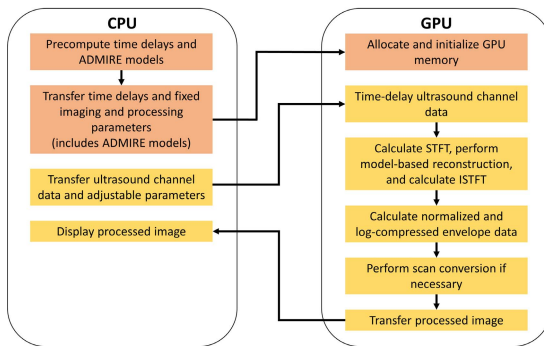 CPU
Precompute time delays and
ADMIRE models
Transfer time delays and fixed
imaging and processing
parameters
(includes ADMIRE models)
Transfer ultrasound channel
data and adjustable parameters
Display processed image
GPU
Allocate and initialize GPU
memory
Time-delay ultrasound channel
data
Calculate STFT, perform
model-based reconstruction,
and calculate ISTFT
Calculate normalized and
log-compressed envelope data
Perform scan conversion if
necessary
Transfer processed image